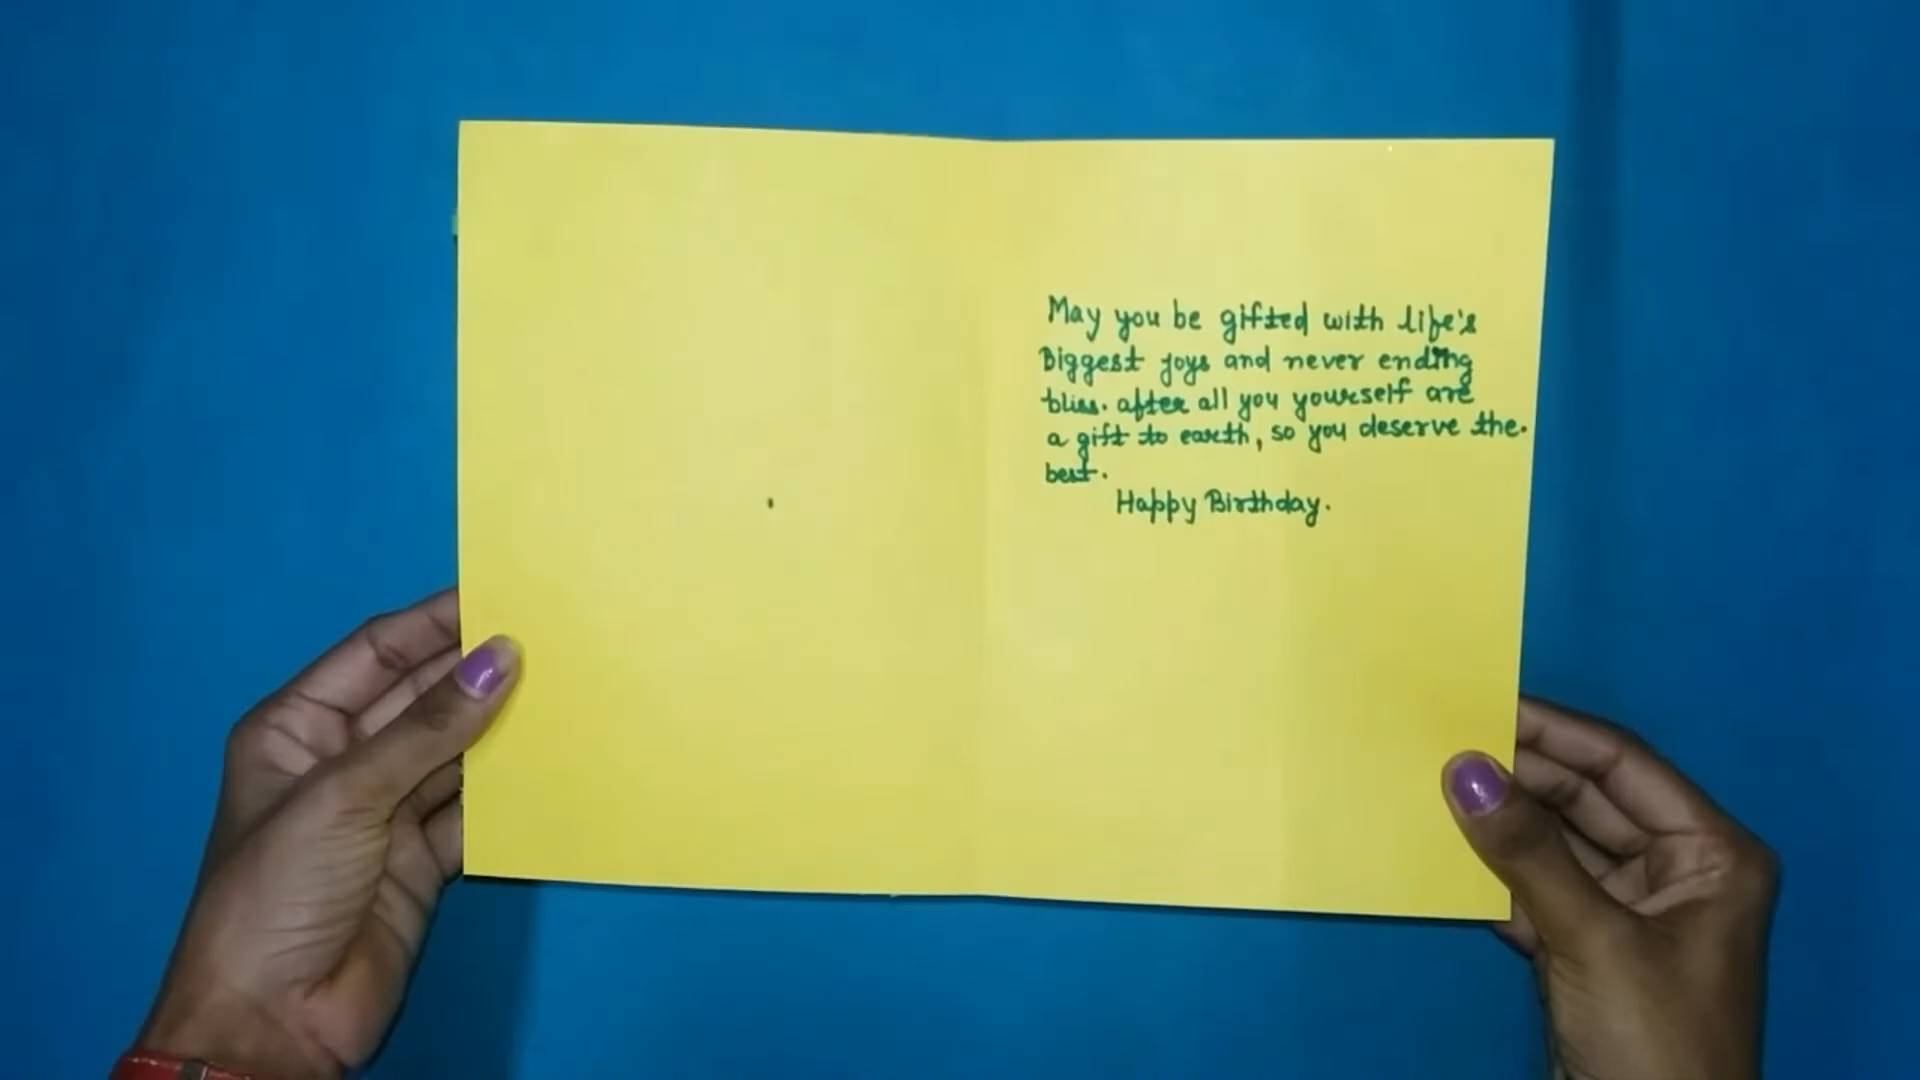 May you be gifted with life's
Biggest joys and never ending
bliss. after all you yourself are
a gift to earth, so you deserve the.
best.
Happy Birthday.